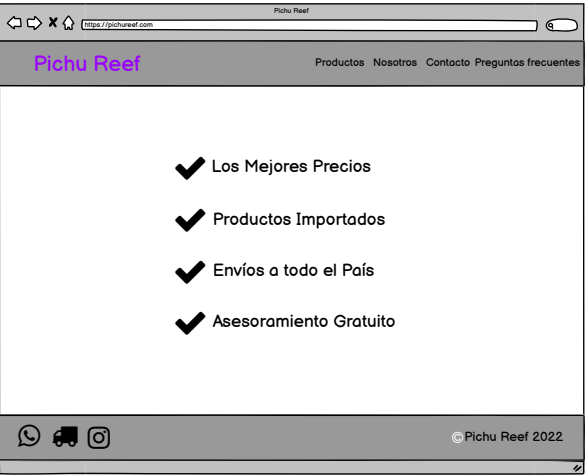 Pichu Reef
https://pichureef.com
Pichu Reef
Productos Nosotros Contacto Preguntas frecuentes
Los Mejores Precios
Productos Importados
Envíos a todo el País
Asesoramiento Gratuito
©Pichu Reef 2022